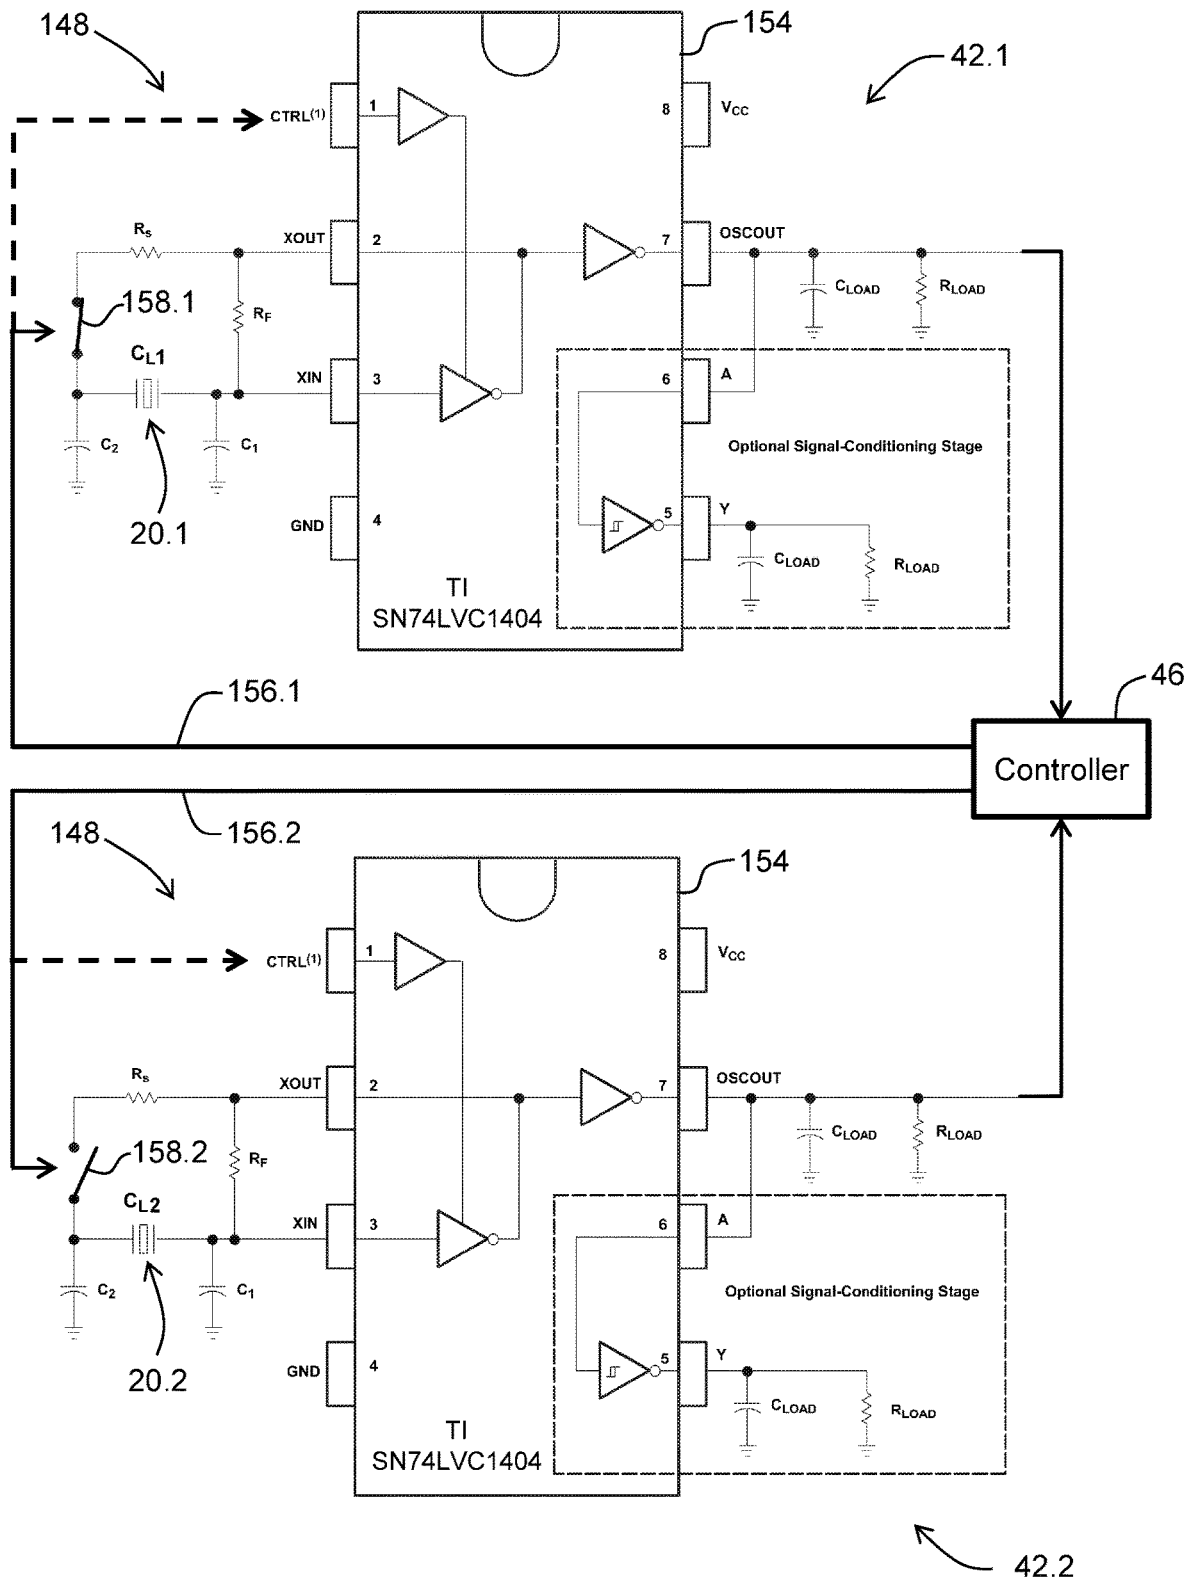 148
154
42.1
CTRL(1)
1
8
VCC
RS
XOUT
2
7
OSCOUT
158.1
RF
CLOAD
RLOAD
CL1
XIN
3
6
A
C2
C1
Optional Signal-Conditioning Stage
20.1
GND
4
5
Y
CLOAD
RLOAD
TI
SN74LVC1404
156.1
46
Controller
156.2
148
154
CTRL(1)
1
8
VCC
RS
XOUT
2
7
OSCOUT
158.2
RF
CLOAD
RLOAD
CL2
XIN
3
6
A
C2
C1
Optional Signal-Conditioning Stage
20.2
GND
4
5
Y
CLOAD
RLOAD
TI
SN74LVC1404
42.2